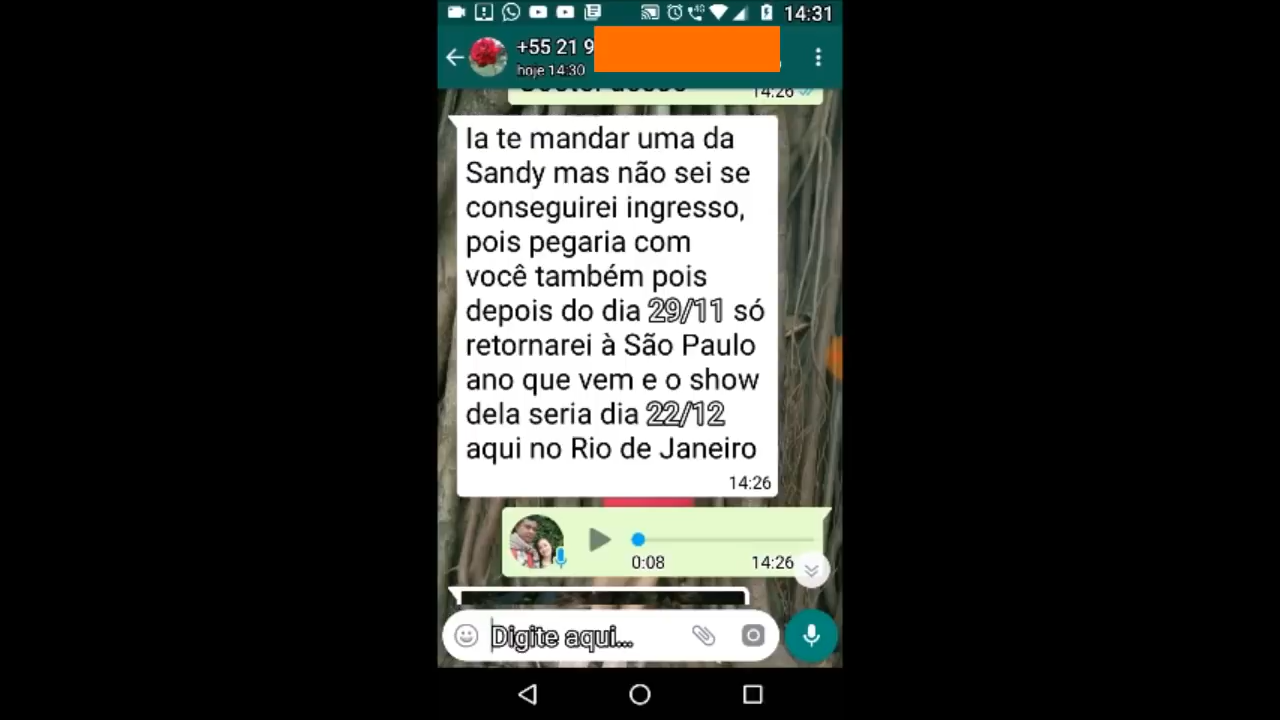 14:31
+55 21 9
hoje 14:30
14:26
Ia te mandar uma da
Sandy mas não sei se
conseguirei ingresso,
pois pegaria com
você também pois
depois do dia 29/11 só
retornarei à São Paulo
ano que vem e o show
dela seria dia 22/12
aqui no Rio de Janeiro
14:26
0:08 14:26
Digite aqui...